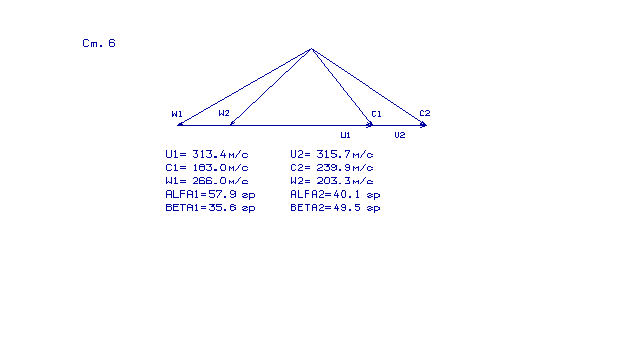 Ст. 6
W1 W2 C1 C2
U1 U2
U1= 313.4м/с U2= 315.7м/с
C1= 183.0м/с C2= 239.9м/с
W1= 266.0м/с W2= 203.3м/с
ALFA1=57.9 гр ALFA2=40.1 гр
BETA1=35.6 гр BETA2=49.5 гр